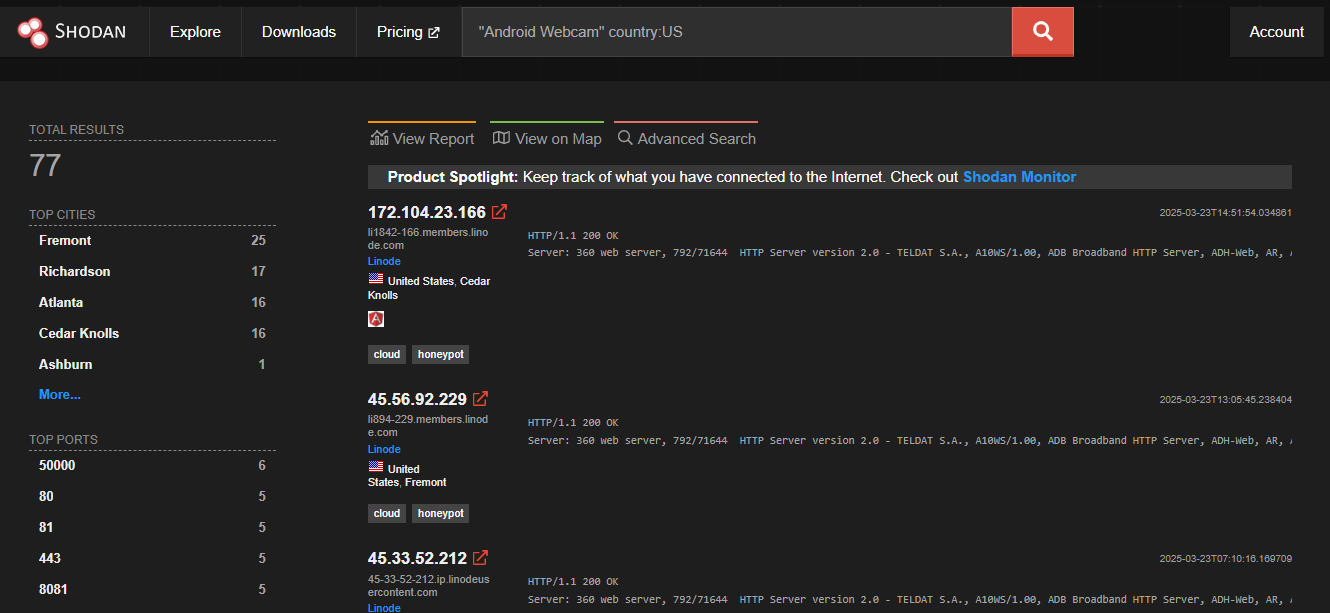 SHODAN Explore Downloads Pricing "Android Webcam" country:US Account
TOTAL RESULTS
77
TOP CITIES
Fremont 25
Richardson 17
Atlanta 16
Cedar Knolls 16
Ashburn 1
More...
TOP PORTS
50000 6
80 5
81 5
443 5
8081 5
View Report View on Map Advanced Search
Product Spotlight: Keep track of what you have connected to the Internet. Check out Shodan Monitor
172.104.23.166 2025-03-23T14:51:54.034861
li1842-166.members.lino
de.com
Linode
United States, Cedar
Knolls
cloud honeypot
HTTP/1.1 200 OK
Server: 360 web server, 792/71644 HTTP Server version 2.0 - TELDAT S.A., A10WS/1.00, ADB Broadband HTTP Server, ADH-Web, AR,
45.56.92.229 2025-03-23T13:05:45.238404
li894-229.members.linod
e.com
Linode
United
States, Fremont
cloud honeypot
HTTP/1.1 200 OK
Server: 360 web server, 792/71644 HTTP Server version 2.0 - TELDAT S.A., A10WS/1.00, ADB Broadband HTTP Server, ADH-Web, AR,
45.33.52.212 2025-03-23T07:10:16.169709
45-33-52-212.ip.linodeus
ercontent.com
Linode
HTTP/1.1 200 OK
Server: 360 web server, 792/71644 HTTP Server version 2.0 - TELDAT S.A., A10WS/1.00, ADB Broadband HTTP Server, ADH-Web, AR,